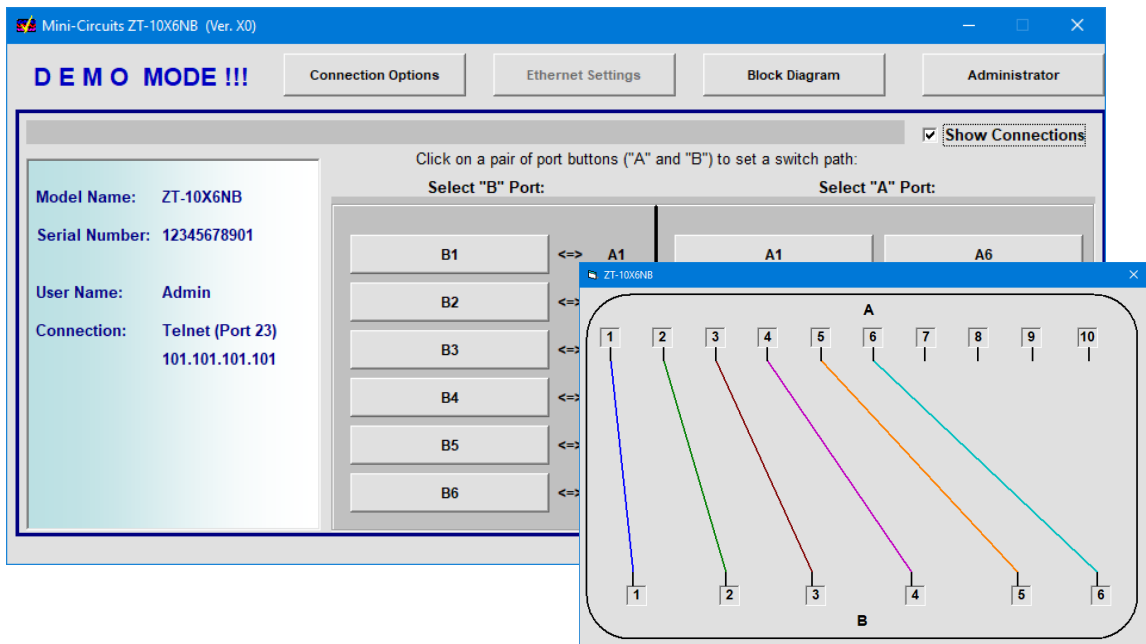 Mini-Circuits ZT-10X6NB (Ver. X0)
D E M O MODE !!!
Connection Options
Ethernet Settings
Block Diagram
Administrator
Show Connections
Click on a pair of port buttons ("A" and "B") to set a switch path:
Select "B" Port:
Select "A" Port:
Model Name: ZT-10X6NB
Serial Number: 12345678901
User Name: Admin
Connection: Telnet (Port 23)
101.101.101.101
B1 <=> A1
B2 <=>
B3 <=>
B4 <=>
B5 <=>
B6 <=>
A1 A6
ZT-10X6NB
A
1 2 3 4 5 6 7 8 9 10
1 2 3 4 5 6
B